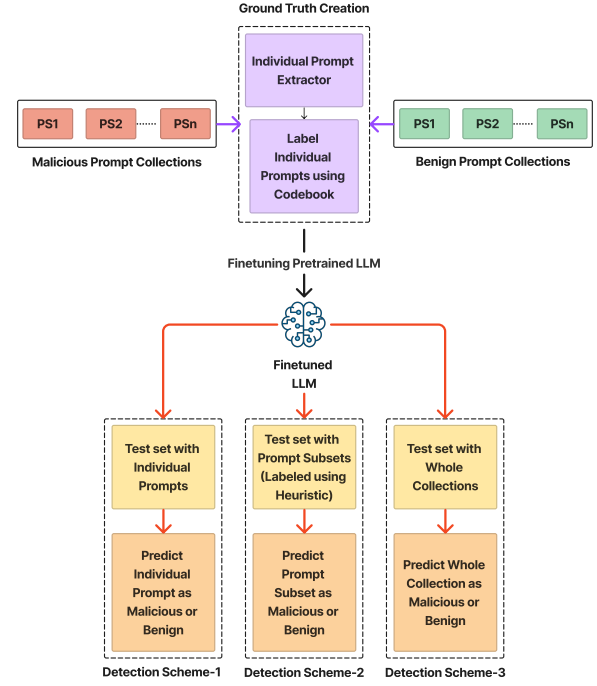 Ground Truth Creation
Individual Prompt
Extractor
PS1 PS2 PSn
Malicious Prompt Collections
Label
Individual
Prompts using
Codebook
PS1 PS2 PSn
Benign Prompt Collections
Finetuning Pretrained LLM
Finetuned
LLM
Test set with
Individual
Prompts
Predict
Individual
Prompt as
Malicious or
Benign
Detection Scheme-1
Test set with
Prompt Subsets
(Labeled using
Heuristic)
Predict
Prompt
Subset as
Malicious or
Benign
Detection Scheme-2
Test set with
Whole
Collections
Predict Whole
Collection as
Malicious or
Benign
Detection Scheme-3